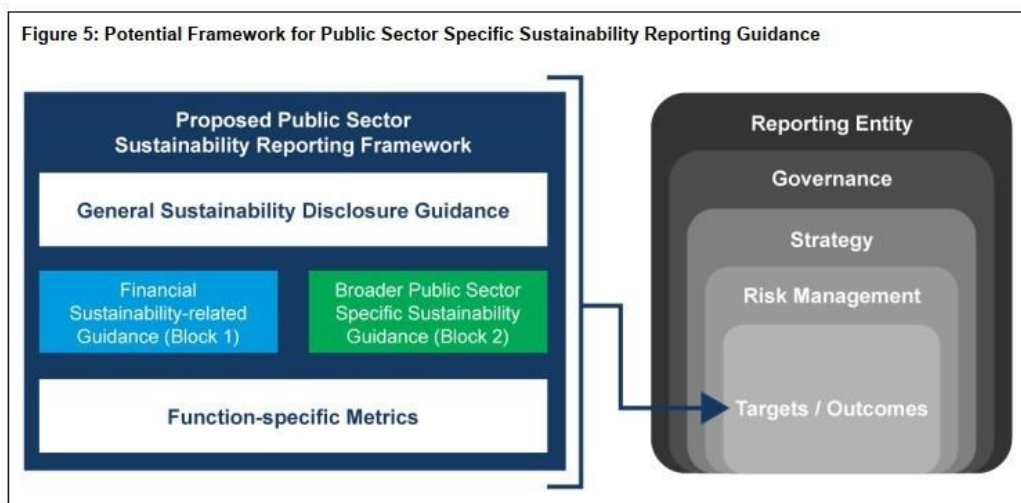 Figure 5: Potential Framework for Public Sector Specific Sustainability Reporting Guidance
Proposed Public Sector
Sustainability Reporting Framework
General Sustainability Disclosure Guidance
Financial
Sustainability-related
Guidance (Block 1)
Broader Public Sector
Specific Sustainability
Guidance (Block 2)
Function-specific Metrics
Reporting Entity
Governance
Strategy
Risk Management
Targets / Outcomes